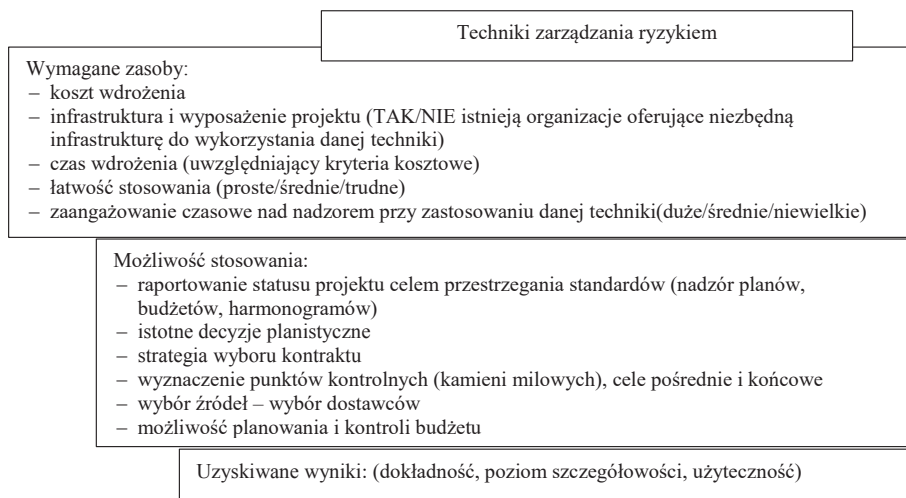 Techniki zarządzania ryzykiem
Wymagane zasoby:
– koszt wdrożenia
– infrastruktura i wyposażenie projektu (TAK/NIE istnieją organizacje oferujące niezbędną
infrastrukturę do wykorzystania danej techniki)
– czas wdrożenia (uwzględniający kryteria kosztowe)
– łatwość stosowania (proste/średnie/trudne)
– zaangażowanie czasowe nad nadzorem przy zastosowaniu danej techniki(duże/średnie/niewielkie)
Możliwość stosowania:
– raportowanie statusu projektu celem przestrzegania standardów (nadzór planów,
budżetów, harmonogramów)
– istotne decyzje planistyczne
– strategia wyboru kontraktu
– wyznaczenie punktów kontrolnych (kamieni milowych), cele pośrednie i końcowe
– wybór źródeł – wybór dostawców
– możliwość planowania i kontroli budżetu
Uzyskiwane wyniki: (dokładność, poziom szczegółowości, użyteczność)